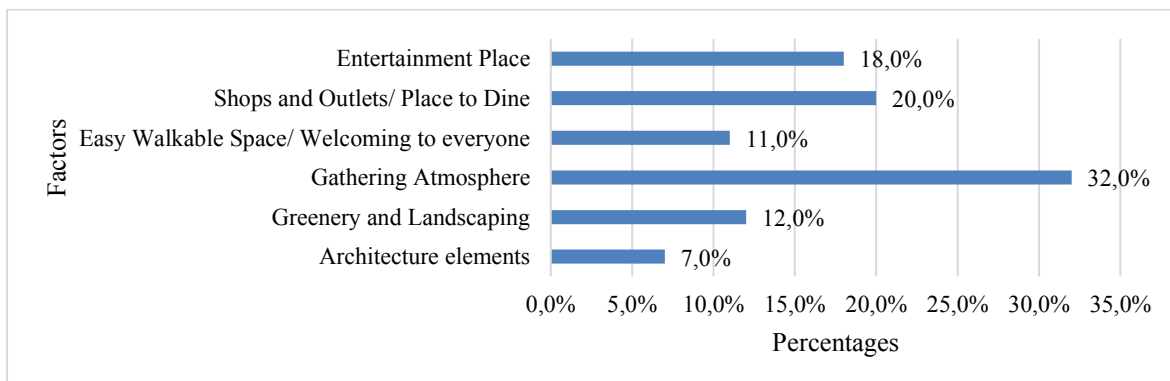 Factors
Entertainment Place
18,0%
Shops and Outlets/ Place to Dine
20,0%
Easy Walkable Space/ Welcoming to everyone
11,0%
Gathering Atmosphere
32,0%
Greenery and Landscaping
12,0%
Architecture elements
7,0%
0,0% 5,0% 10,0% 15,0% 20,0% 25,0% 30,0% 35,0%
Percentages